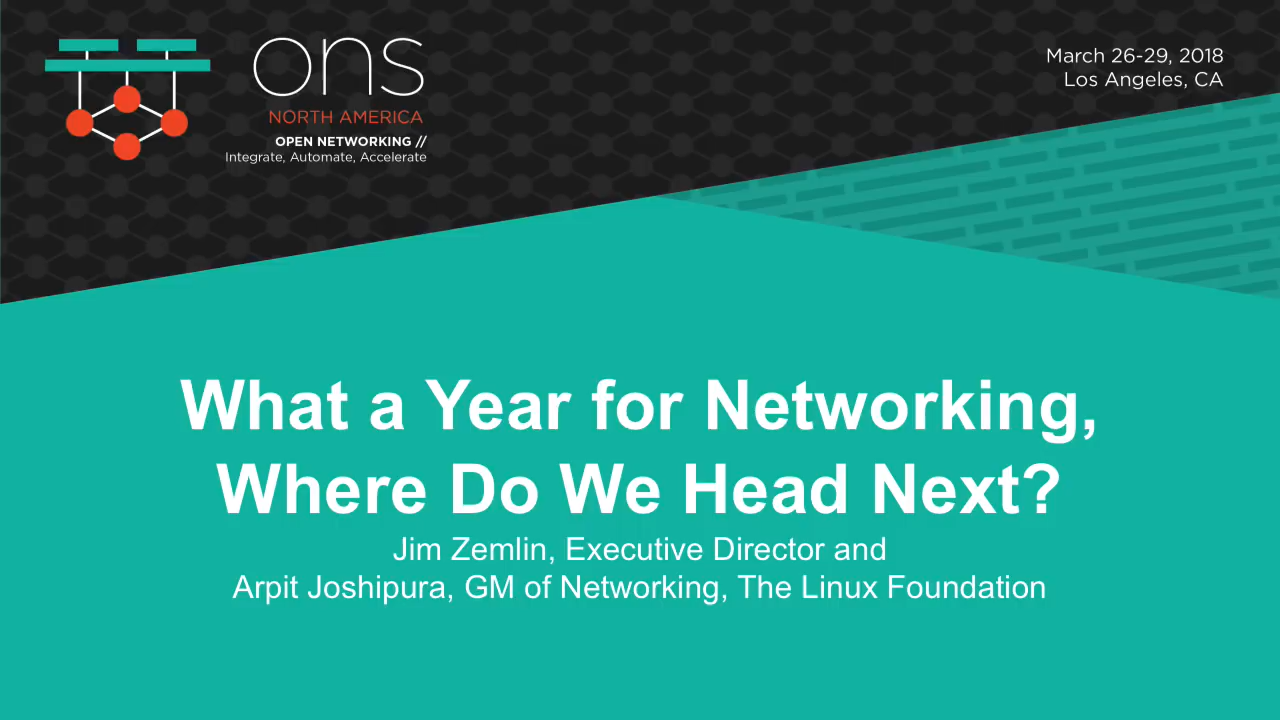 ons
NORTH AMERICA
OPEN NETWORKING //
Integrate, Automate, Accelerate
March 26-29, 2018
Los Angeles, CA
What a Year for Networking,
Where Do We Head Next?
Jim Zemlin, Executive Director and
Arpit Joshipura, GM of Networking, The Linux Foundation